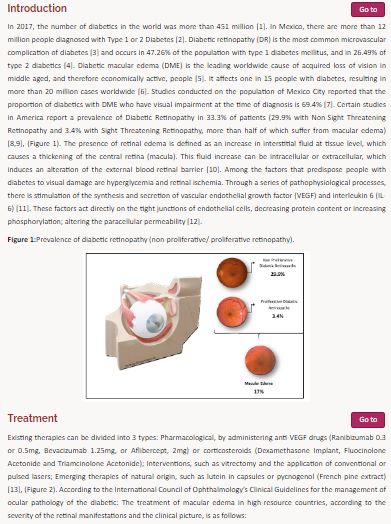 Introduction
Go to
In 2017, the number of diabetics in the world was more than 451 million [1]. In Mexico, there are more than 12
million people diagnosed with Type 1 or 2 Diabetes [2]. Diabetic retinopathy (DR) is the most common microvascular
complication of diabetes [3] and occurs in 47.26% of the population with type 1 diabetes mellitus, and in 26.49% of
type 2 diabetics [4]. Diabetic macular edema (DME) is the leading worldwide cause of acquired loss of vision in
middle aged, and therefore economically active, people [5]. It affects one in 15 people with diabetes, resulting in
more than 20 million cases worldwide [6]. Studies conducted on the population of Mexico City reported that the
proportion of diabetics with DME who have visual impairment at the time of diagnosis is 69.4% [7]. Certain studies
in America report a prevalence of Diabetic Retinopathy in 33.3% of patients (29.9% with Non Sight Threatening
Retinopathy and 3.4% with Sight Threatening Retinopathy, more than half of which suffer from macular edema)
[8,9], (Figure 1). The presence of retinal edema is defined as an increase in interstitial fluid at tissue level, which
causes a thickening of the central retina (macula). This fluid increase can be intracellular or extracellular, which
induces an alteration of the external blood retinal barrier [10]. Among the factors that predispose people with
diabetes to visual damage are hyperglycemia and retinal ischemia. Through a series of pathophysiological processes,
there is stimulation of the synthesis and secretion of vascular endothelial growth factor (VEGF) and interleukin 6 (IL-
6) [11]. These factors act directly on the tight junctions of endothelial cells, decreasing protein content or increasing
phosphorylation; altering the paracellular permeability [12].
Figure 1:Prevalence of diabetic retinopathy (non-proliferative/ proliferative retinopathy).
Non Proliferative
Diabetic Retinopathy
29.9%
Proliferative Diabetic
Retinopathy
3.4%
Macular Edema
17%
Treatment
Go to
Existing therapies can be divided into 3 types: Pharmacological, by administering anti VEGF drugs (Ranibizumab 0.3
or 0.5mg, Bevacizumab 1.25mg, or Aflibercept, 2mg) or corticosteroids (Dexamethasone Implant, Fluocinolone
Acetonide and Triamcinolone Acetonide); Interventions, such as vitrectomy and the application of conventional or
pulsed lasers; Emerging therapies of natural origin, such as lutein in capsules or pycnogenol (French pine extract)
[13], (Figure 2). According to the International Council of Ophthalmology's Clinical Guidelines for the management of
ocular pathology of the diabetic: The treatment of macular edema in high-resource countries, according to the
severity of the retinal manifestations and the clinical picture, is as follows: